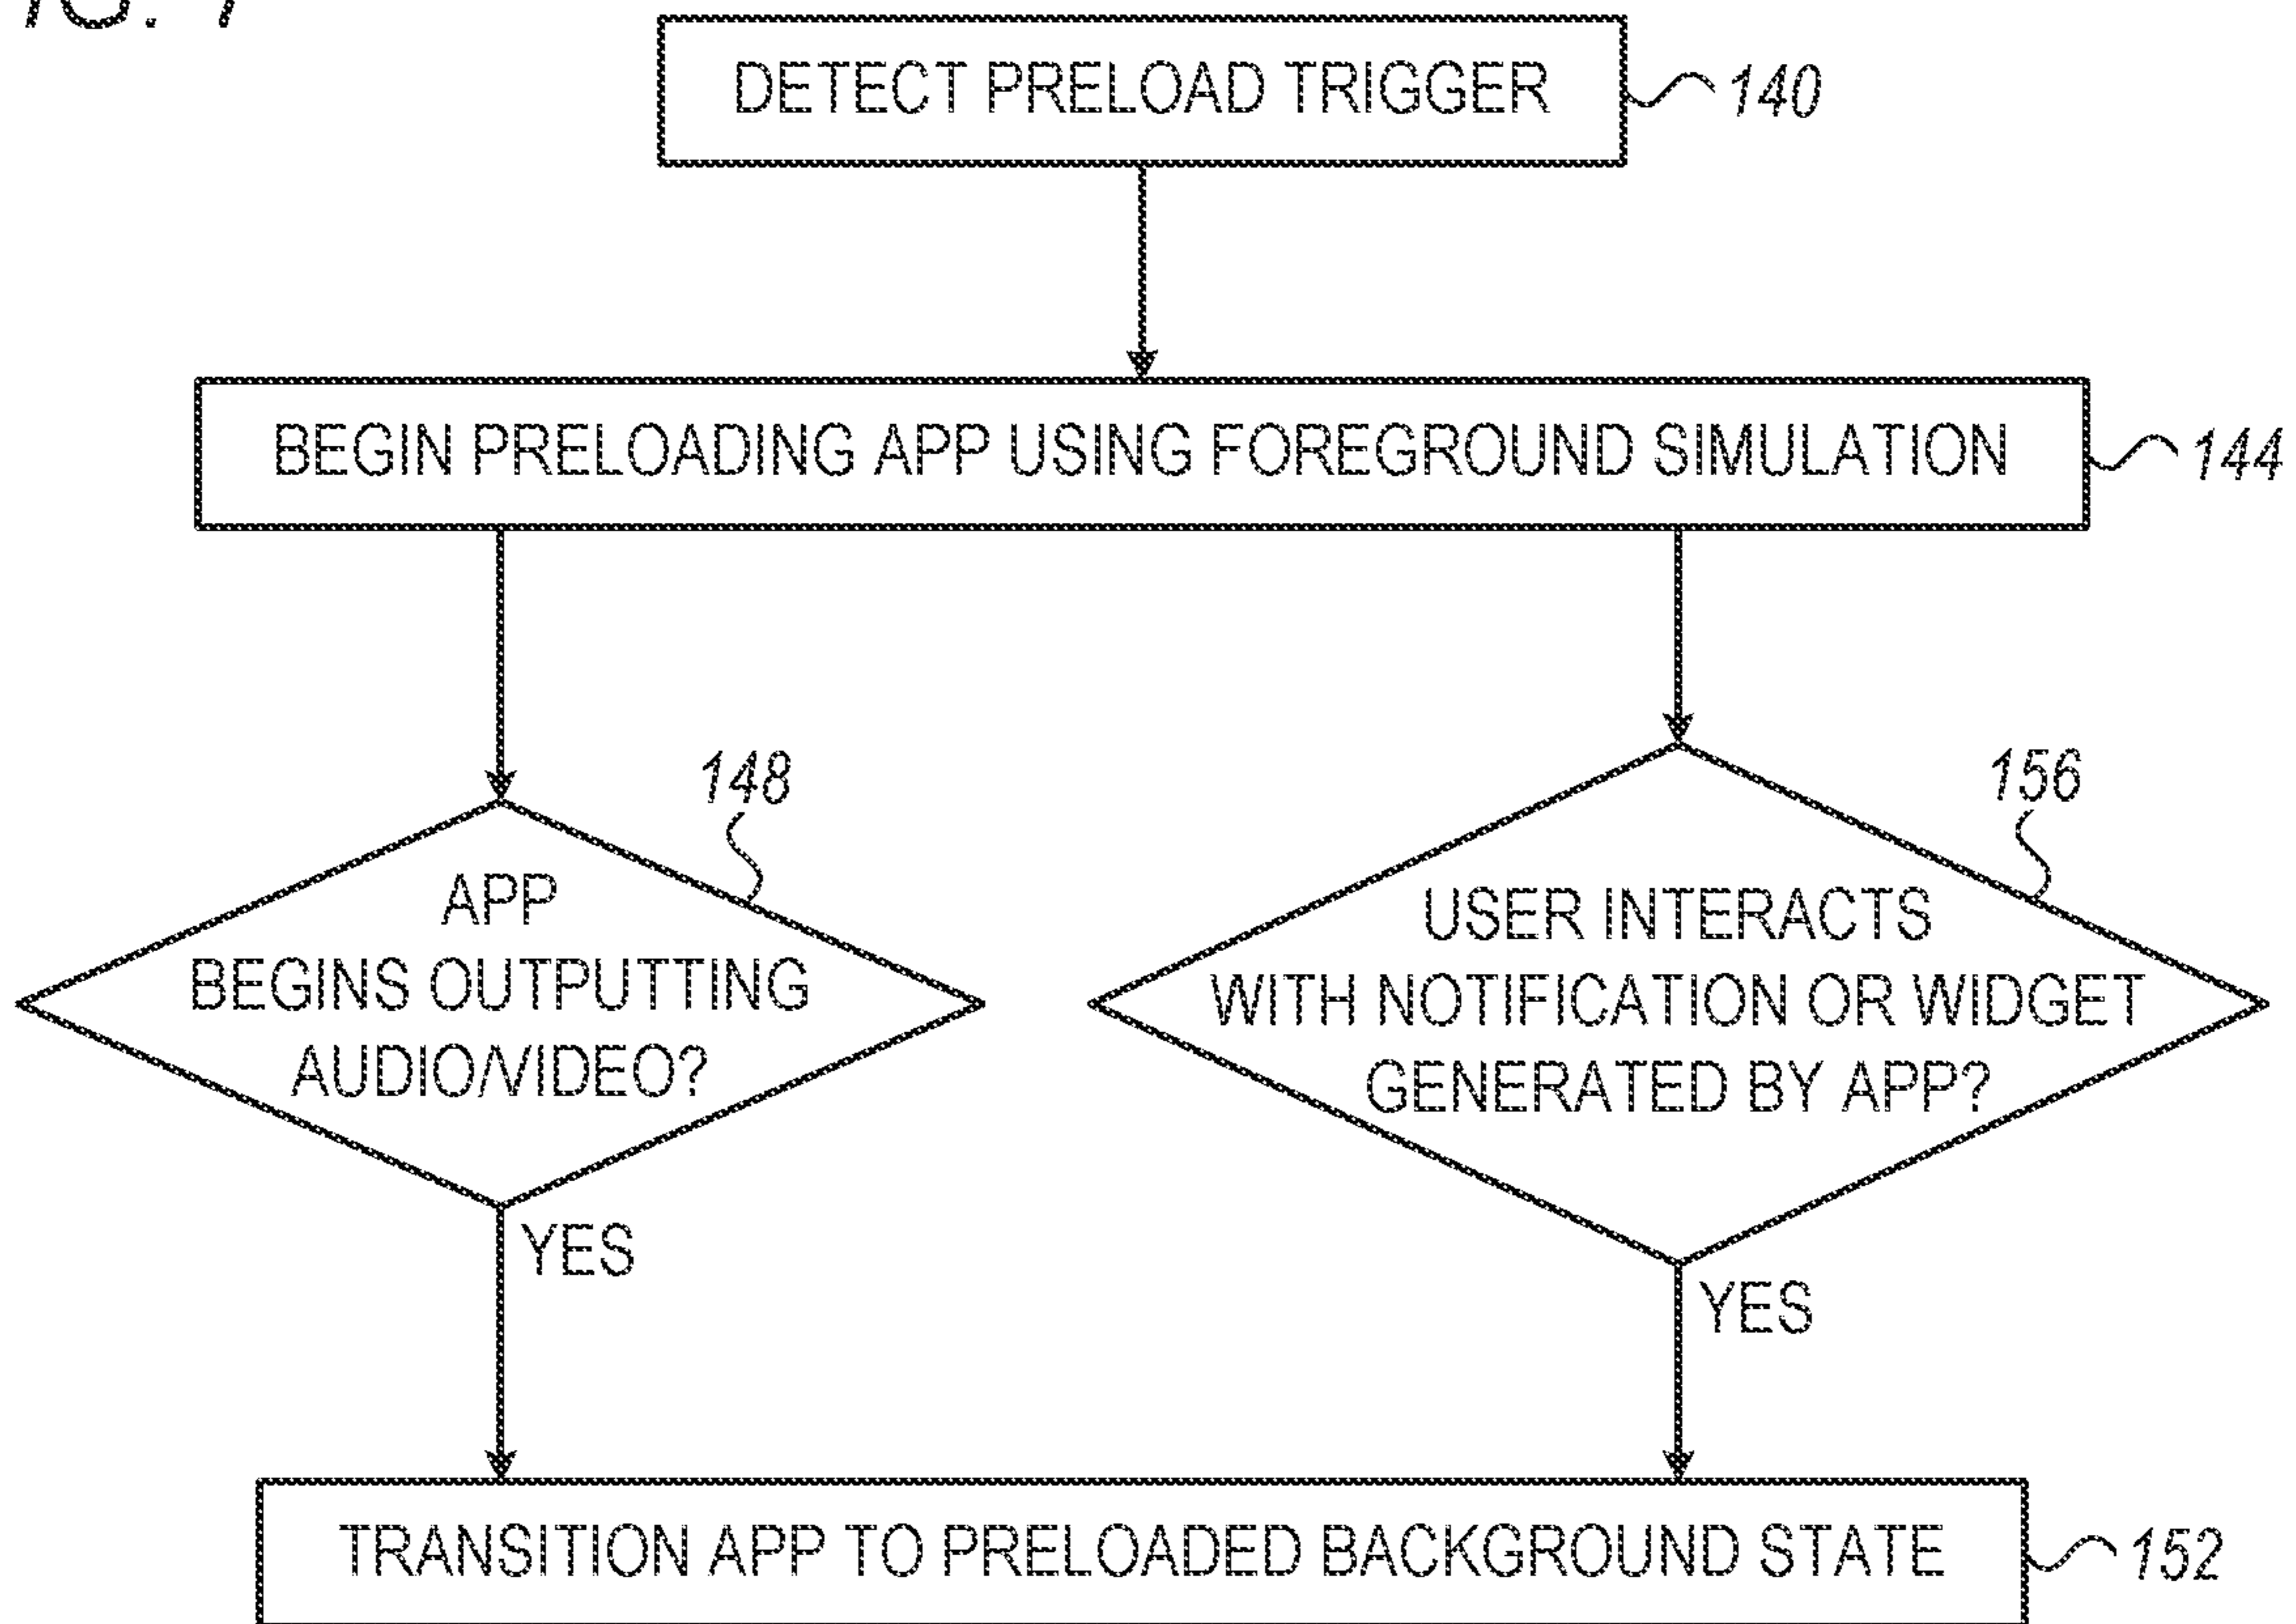 DETECT PRELOAD TRIGGER
140
BEGIN PRELOADING APP USING FOREGROUND SIMULATION
144
148
APP
BEGINS OUTPUTTING
AUDIO/VIDEO?
YES
156
USER INTERACTS
WITH NOTIFICATION OR WIDGET
GENERATED BY APP?
YES
TRANSITION APP TO PRELOADED BACKGROUND STATE
152